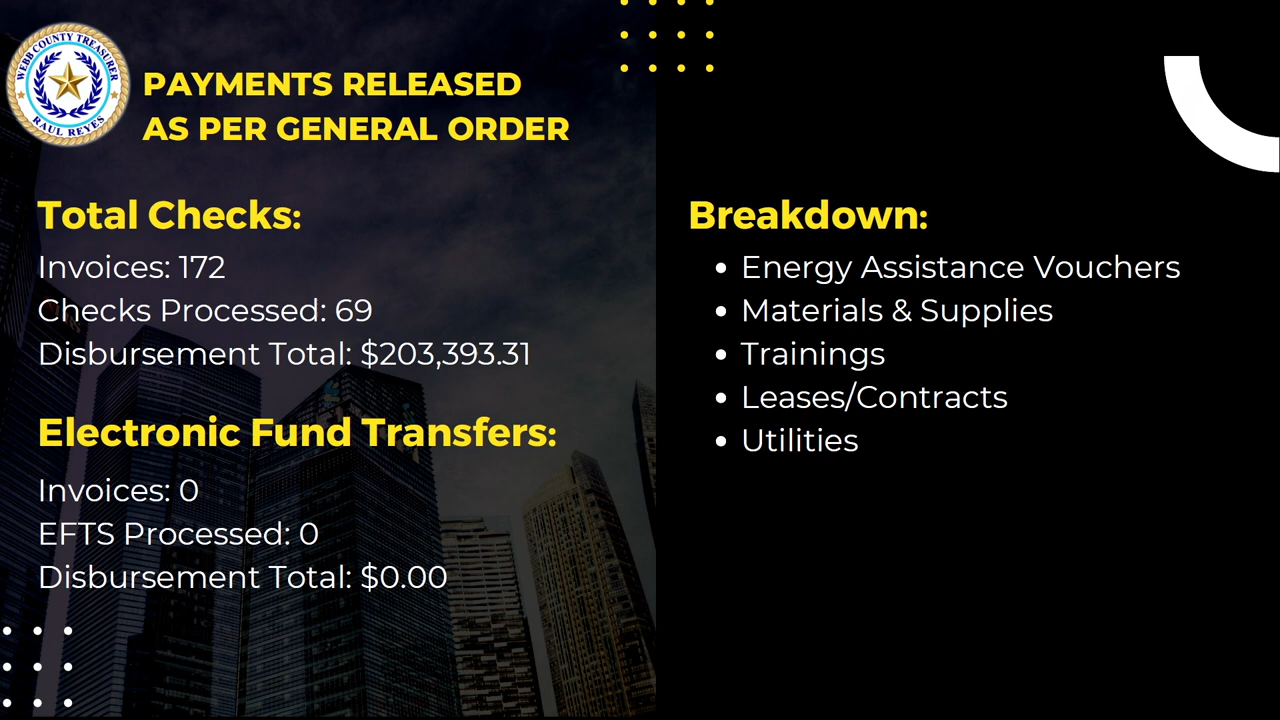 WEBB COUNTY TREASURER
RAUL REYES
PAYMENTS RELEASED
AS PER GENERAL ORDER
Total Checks:
Invoices: 172
Checks Processed: 69
Disbursement Total: $203,393.31
Electronic Fund Transfers:
Invoices: 0
EFTS Processed: 0
Disbursement Total: $0.00
Breakdown:
• Energy Assistance Vouchers
• Materials & Supplies
• Trainings
• Leases/Contracts
• Utilities